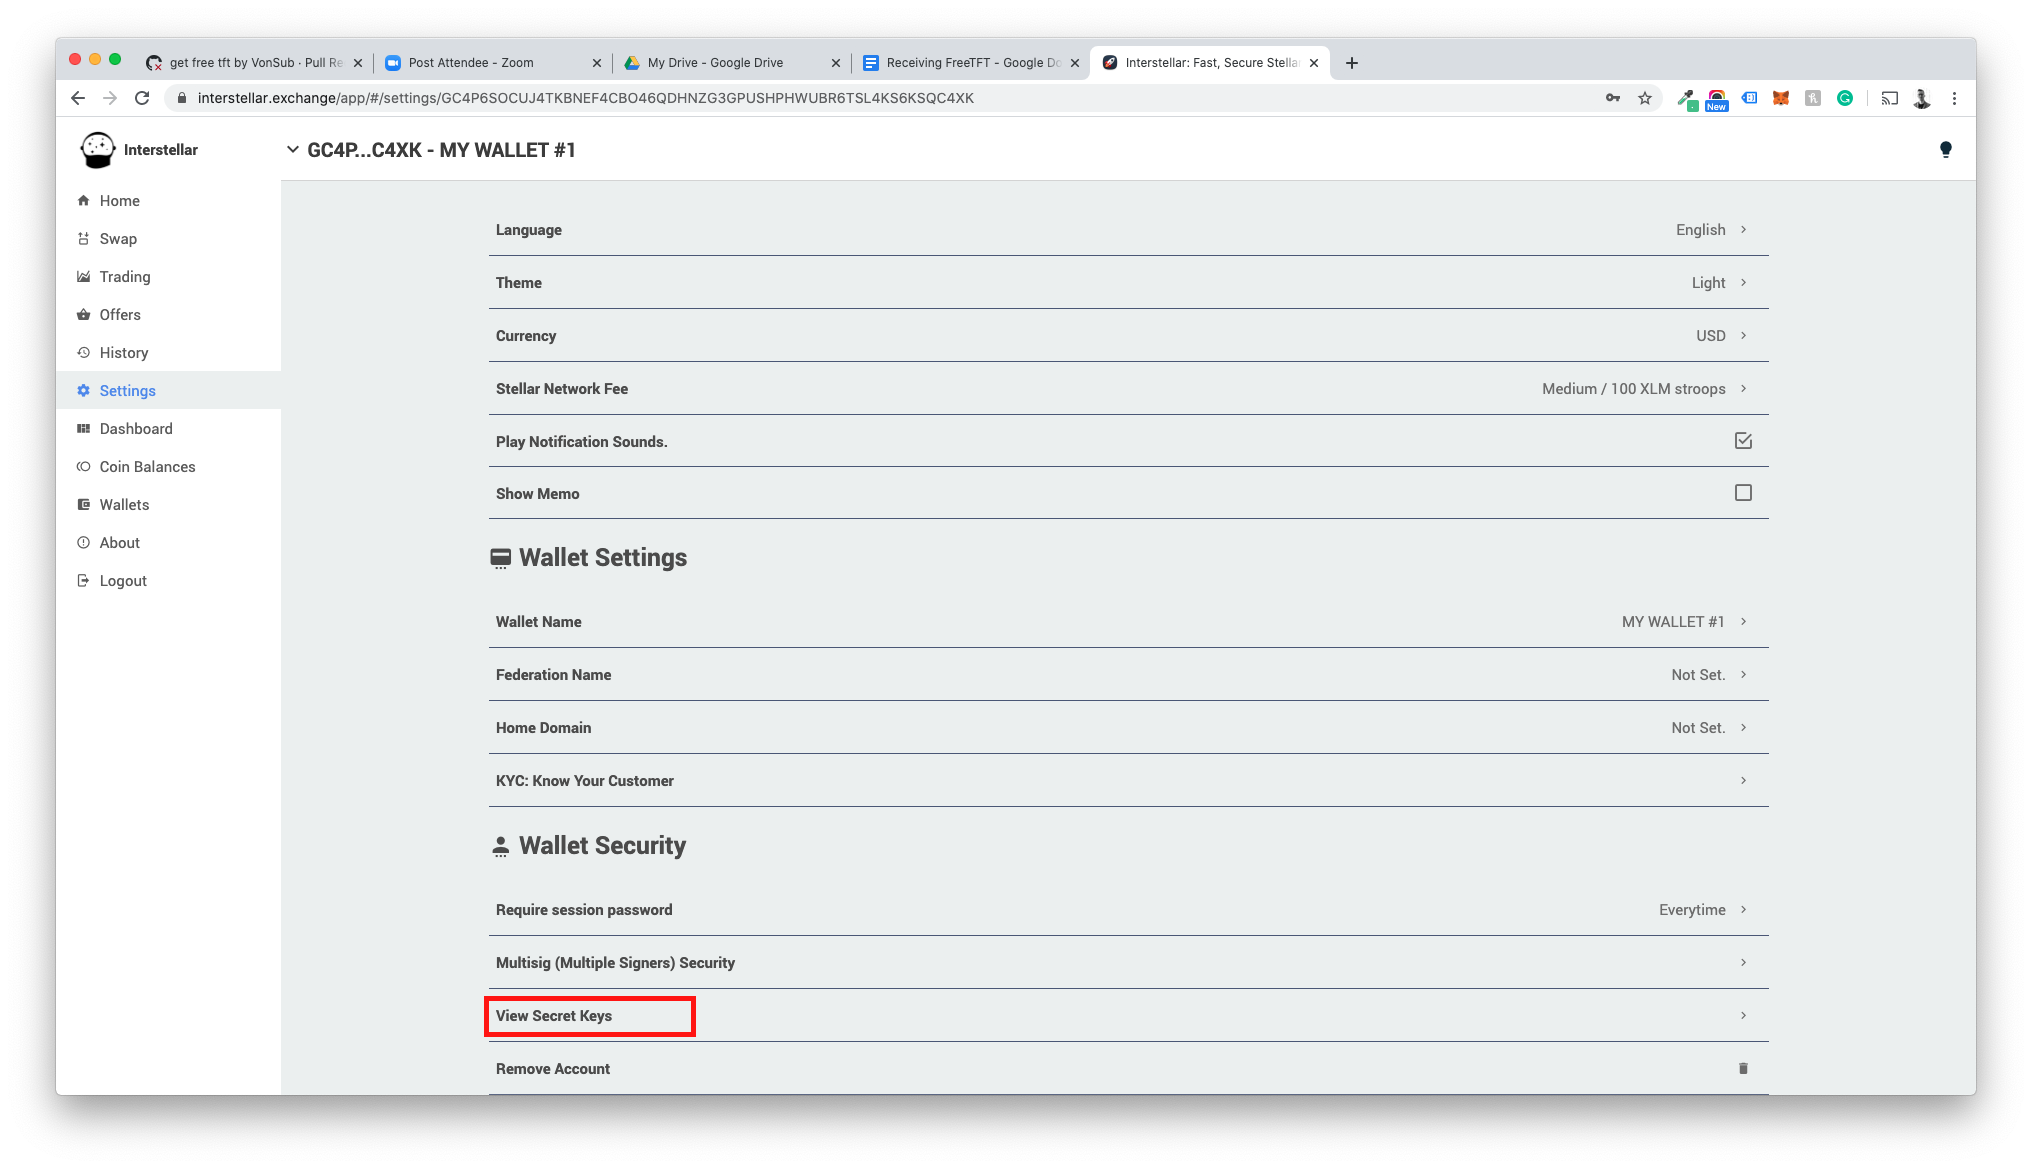 get free tft by VonSub · Pull Re
Post Attendee - Zoom
My Drive - Google Drive
Receiving FreeTFT - Google Do
Interstellar: Fast, Secure Stella
interstellar.exchange/app/#/settings/GC4P6SOCUJ4TKBNEF4CBO46QDHNZG3GPUSHPHWUBR6TSL4KS6KSQC4XK
New
Interstellar
GC4P...C4XK - MY WALLET #1
Home
Swap
Trading
Offers
History
Settings
Dashboard
Coin Balances
Wallets
About
Logout
Language English
Theme Light
Currency USD
Stellar Network Fee Medium / 100 XLM stroops
Play Notification Sounds.
Show Memo
Wallet Settings
Wallet Name MY WALLET #1
Federation Name Not Set.
Home Domain Not Set.
KYC: Know Your Customer
Wallet Security
Require session password Everytime
Multisig (Multiple Signers) Security
View Secret Keys
Remove Account